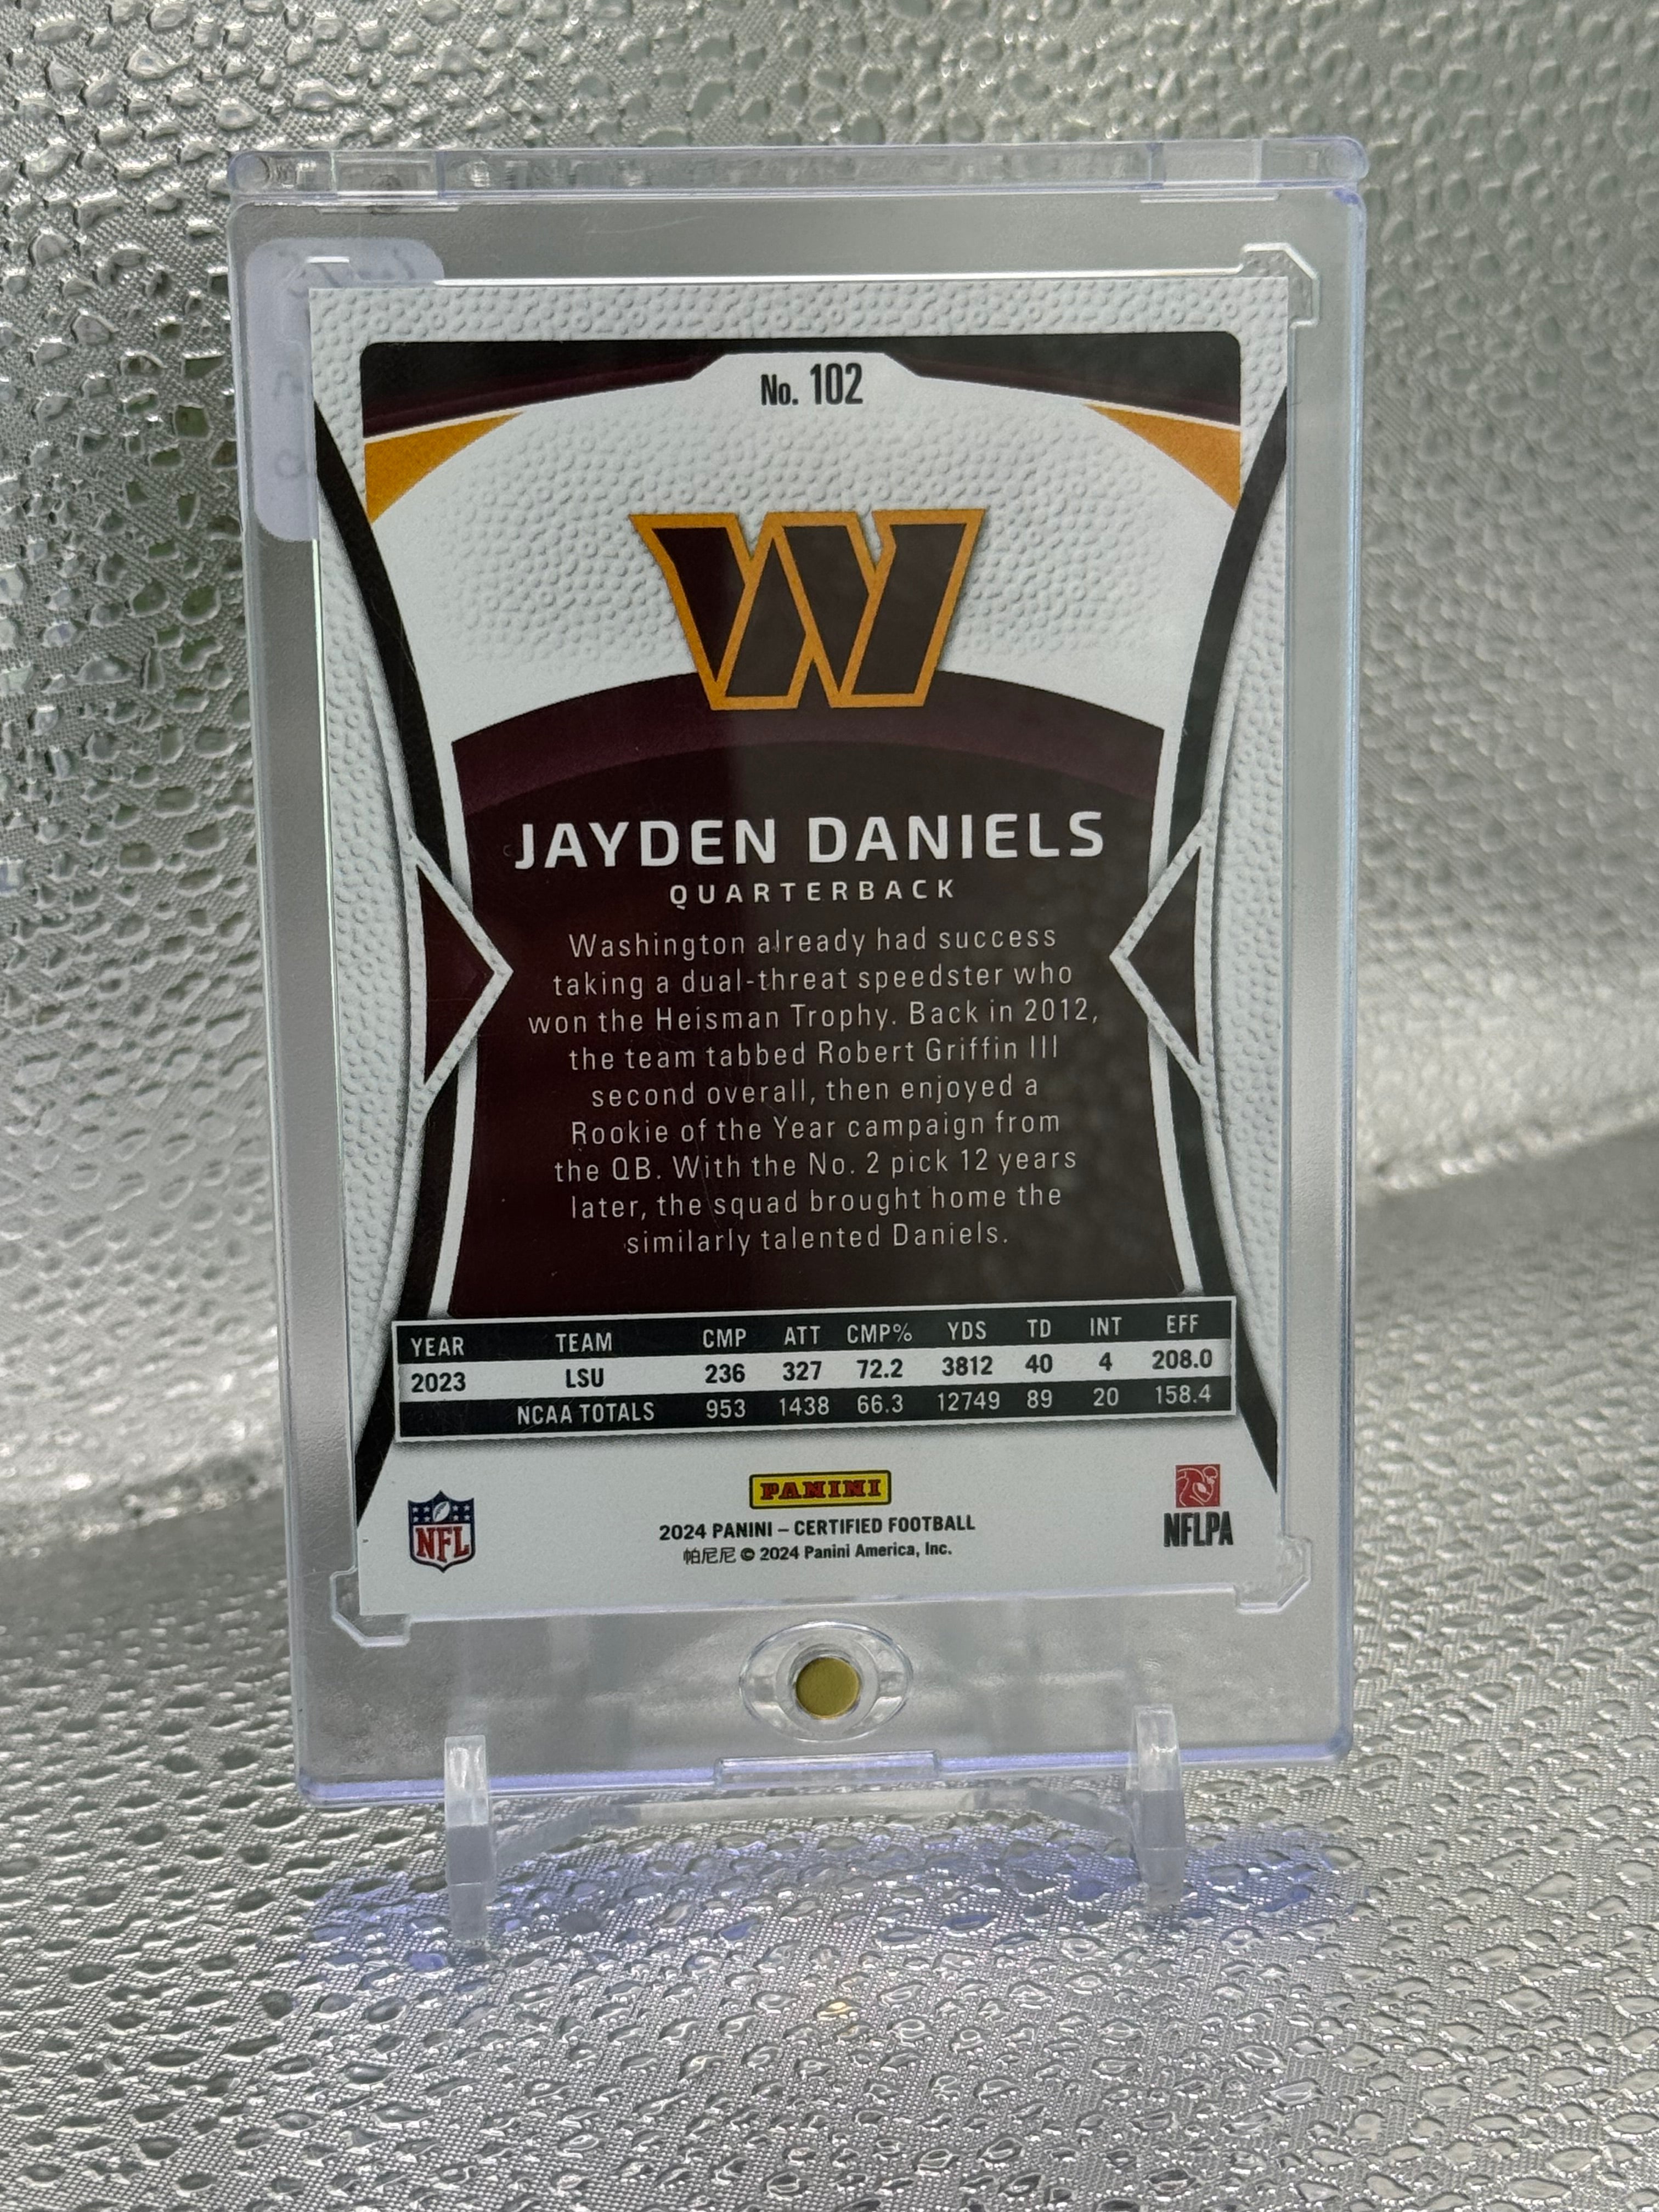 No. 102
W
JAYDEN DANIELS
QUARTERBACK
Washington already had success
taking a dual-threat speedster who
won the Heisman Trophy. Back in 2012,
the team tabbed Robert Griffin III
second overall, then enjoyed a
Rookie of the Year campaign from
the QB. With the No. 2 pick 12 years
later, the squad brought home the
similarly talented Daniels.
YEAR TEAM CMP ATT CMP% YDS TD INT EFF
2023 LSU 236 327 72.2 3812 40 4 208.0
NCAA TOTALS 953 1438 66.3 12749 89 20 158.4
NFL
PANINI
2024 PANINI – CERTIFIED FOOTBALL
帕尼尼 © 2024 Panini America, Inc.
NFLPA